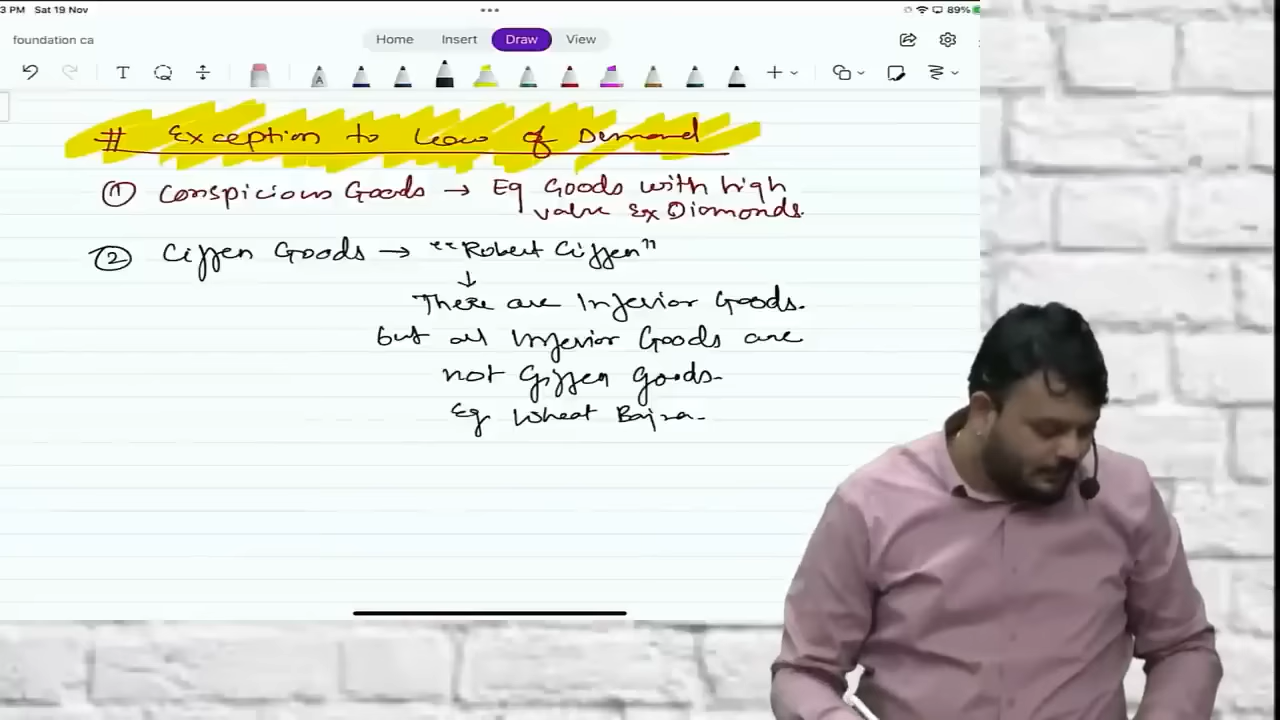 3 PM Sat 19 Nov
89%
foundation ca
Home Insert Draw View
# Exception to Law of Demand
① Conspicious Goods → Eg Goods with high
value Ex Diamonds.
② Giffen Goods → "Robert Giffen"
↓
There are Inferior Goods.
but all Inferior Goods are
not Giffen goods.
Eg Wheat Bajra.